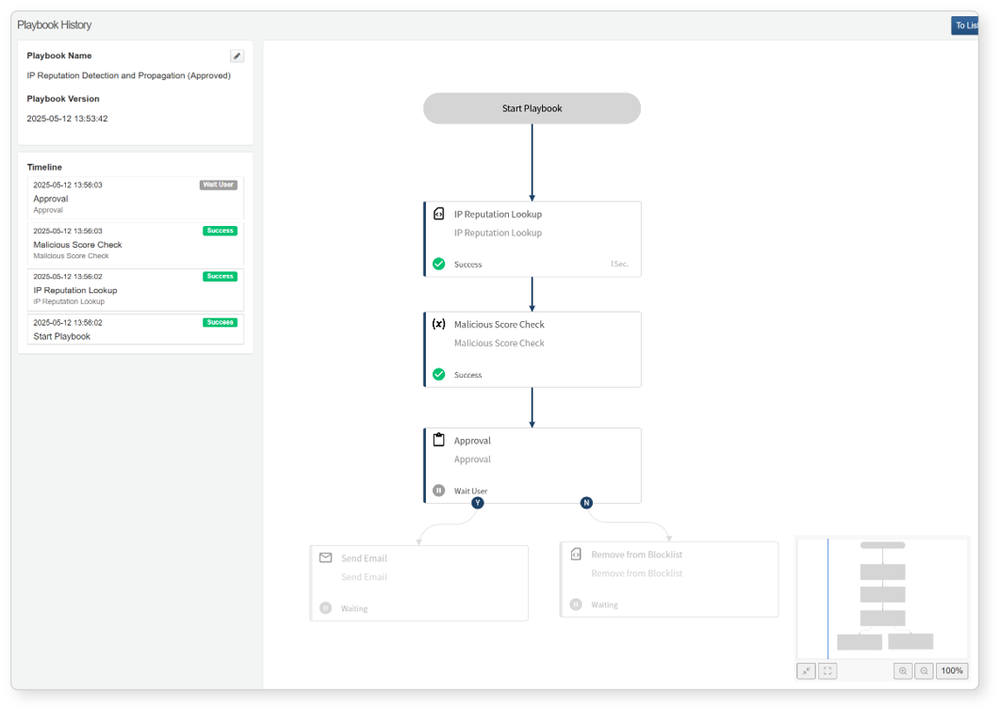 Playbook History
To List
Playbook Name
IP Reputation Detection and Propagation (Approved)
Playbook Version
2025-05-12 13:53:42
Timeline
2025-05-12 13:56:03 Wait User
Approval
Approval
2025-05-12 13:56:03 Success
Malicious Score Check
Malicious Score Check
2025-05-12 13:56:02 Success
IP Reputation Lookup
IP Reputation Lookup
2025-05-12 13:56:02 Success
Start Playbook
Start Playbook
IP Reputation Lookup
IP Reputation Lookup
Success 1Sec.
(x) Malicious Score Check
Malicious Score Check
Success
Approval
Approval
Wait User
Y N
Send Email
Send Email
Waiting
Remove from Blocklist
Remove from Blocklist
Waiting
100%